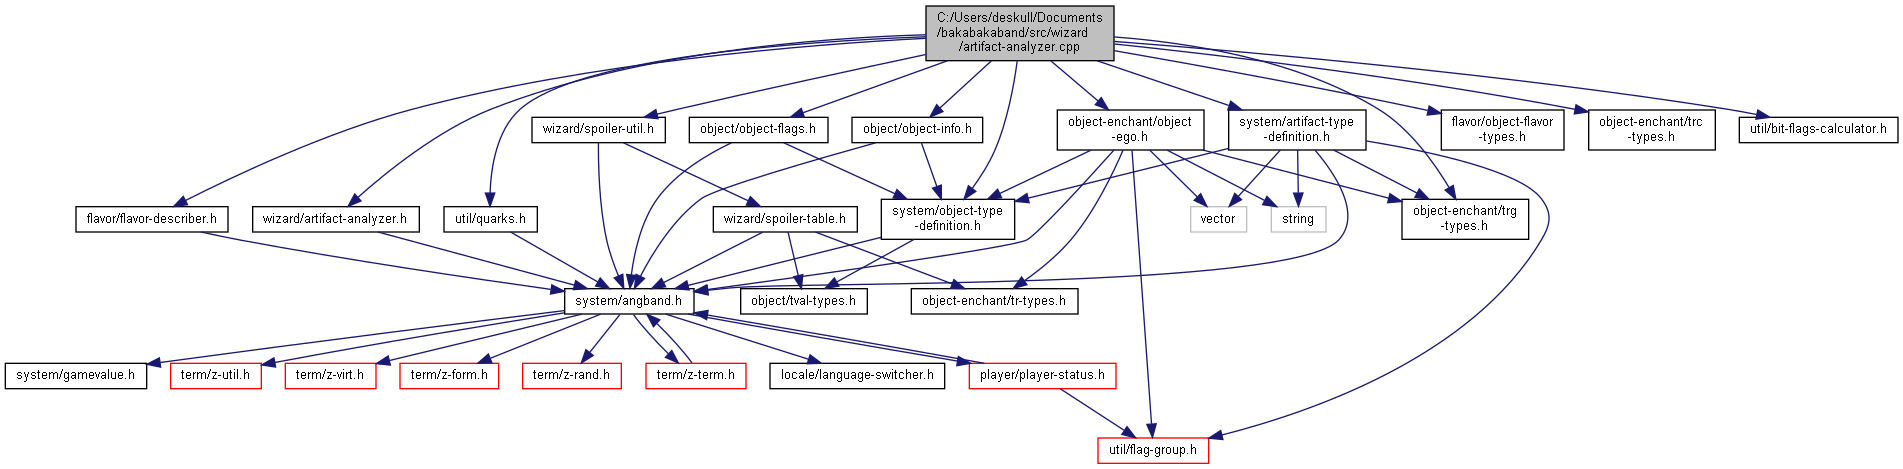 C:/Users/deskull/Documents
/bakabakaband/src/wizard
/artifact-analyzer.cpp
wizard/spoiler-util.h
object/object-flags.h
object/object-info.h
object-enchant/object
-ego.h
system/artifact-type
-definition.h
flavor/object-flavor
-types.h
object-enchant/trc
-types.h
util/bit-flags-calculator.h
flavor/flavor-describer.h
wizard/artifact-analyzer.h
util/quarks.h
wizard/spoiler-table.h
system/object-type
-definition.h
vector
string
object-enchant/trg
-types.h
system/angband.h
object/tval-types.h
object-enchant/tr-types.h
system/gamevalue.h
term/z-util.h
term/z-virt.h
term/z-form.h
term/z-rand.h
term/z-term.h
locale/language-switcher.h
player/player-status.h
util/flag-group.h